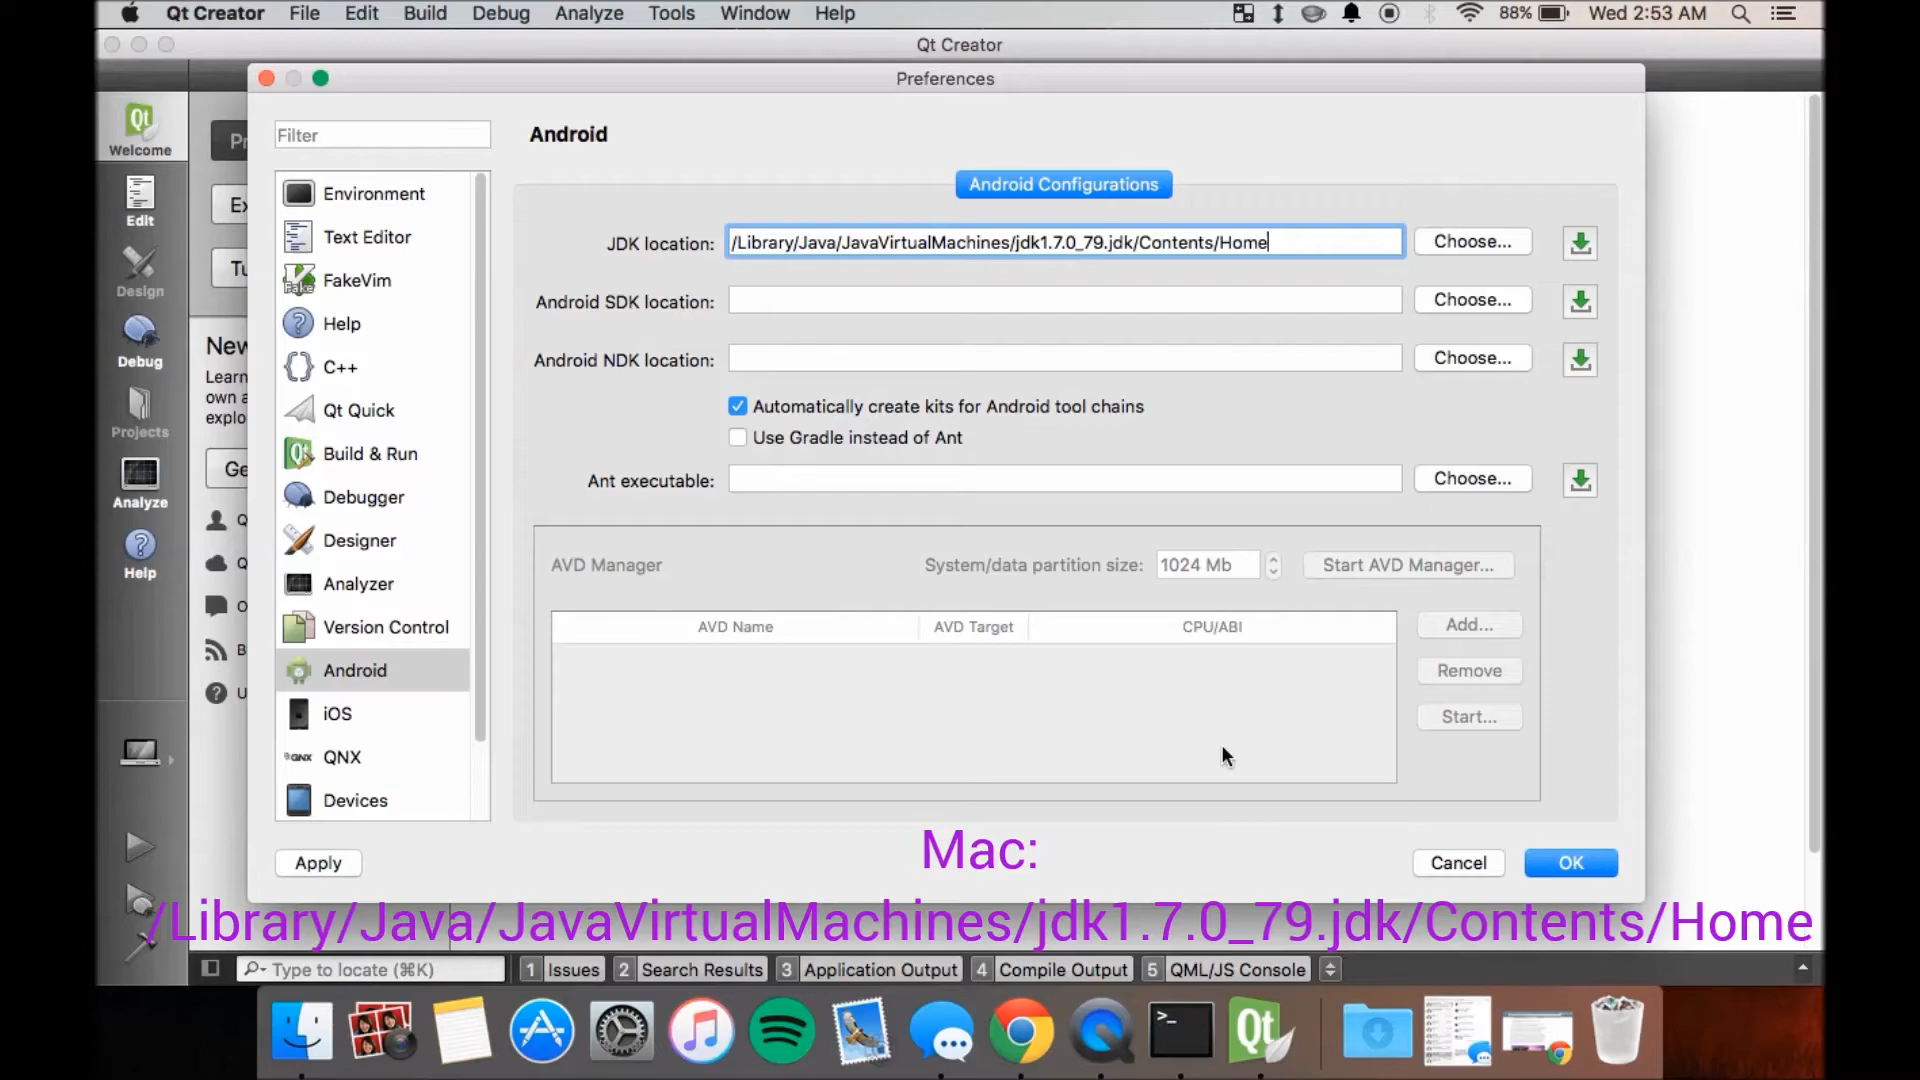 Qt Creator File Edit Build Debug Analyze Tools Window Help 88% Wed 2:53 AM
Qt Creator
Preferences
Filter
Android
Qt
Welcome
Edit
Design
Debug
Projects
Analyze
Help
New
Learn
own a
explo
Environment
Text Editor
FakeVim
Help
C++
Qt Quick
Build & Run
Debugger
Designer
Analyzer
Version Control
Android
iOS
QNX
Devices
Android Configurations
JDK location: /Library/Java/JavaVirtualMachines/jdk1.7.0_79.jdk/Contents/Home Choose...
Android SDK location: Choose...
Android NDK location: Choose...
Automatically create kits for Android tool chains
Use Gradle instead of Ant
Ant executable: Choose...
AVD Manager System/data partition size: 1024 Mb Start AVD Manager...
AVD Name AVD Target CPU/ABI
Add...
Remove
Start...
Apply Cancel OK
Mac:
/Library/Java/JavaVirtualMachines/jdk1.7.0_79.jdk/Contents/Home
Type to locate (⌘K) 1 Issues 2 Search Results 3 Application Output 4 Compile Output 5 QML/JS Console
>_ Qt